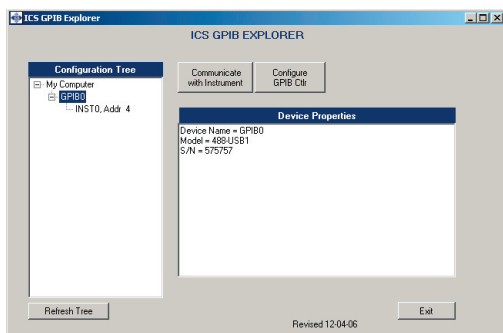 ICS GPIB Explorer
ICS GPIB EXPLORER
Configuration Tree
My Computer
GPIB0
INST0, Addr 4
Communicate
with Instrument
Configure
GPIB Ctlr
Device Properties
Device Name = GPIB0
Model = 488-USB1
S/N = 575757
Refresh Tree
Revised 12-04-06
Exit